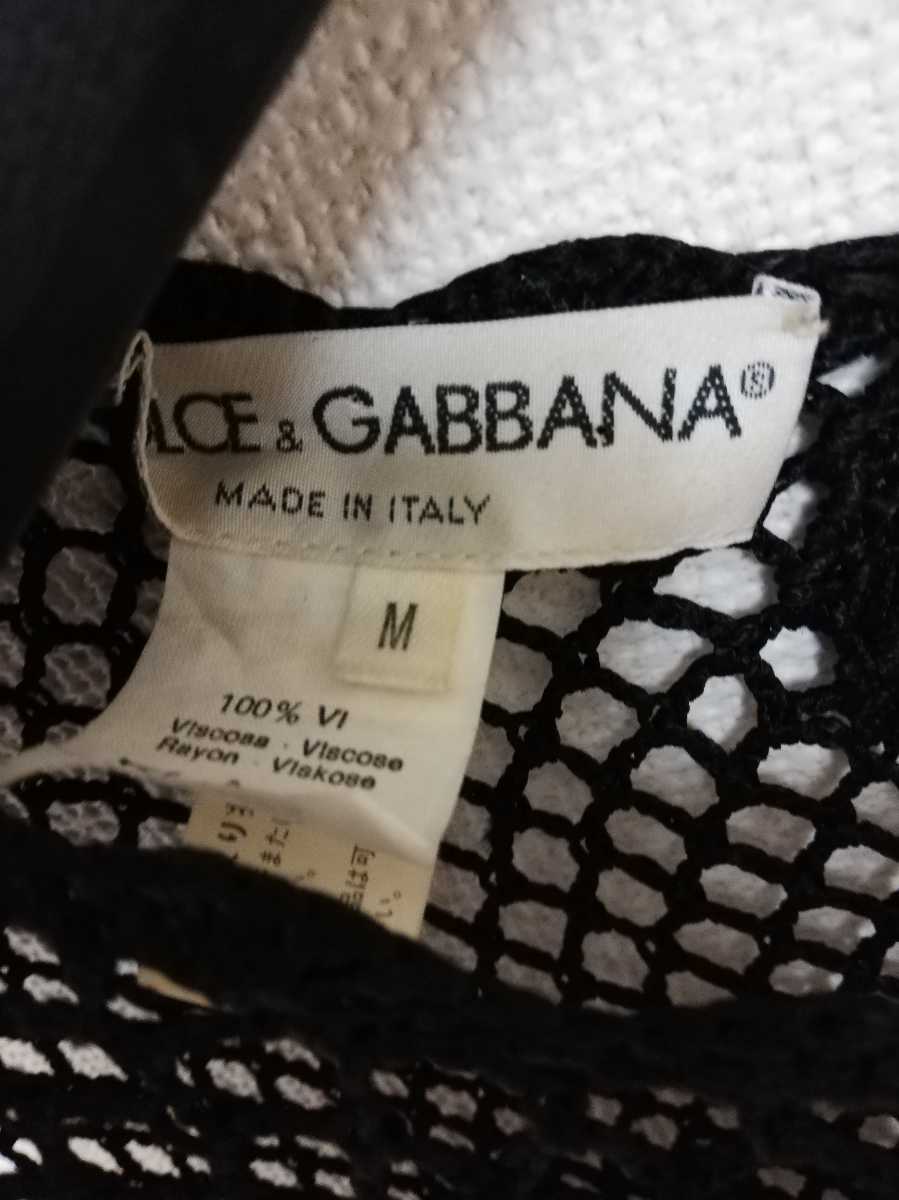 LCE & GABBANA®
MADE IN ITALY
M
100% VI
Viscosa · Viscose
Rayon · Viskose